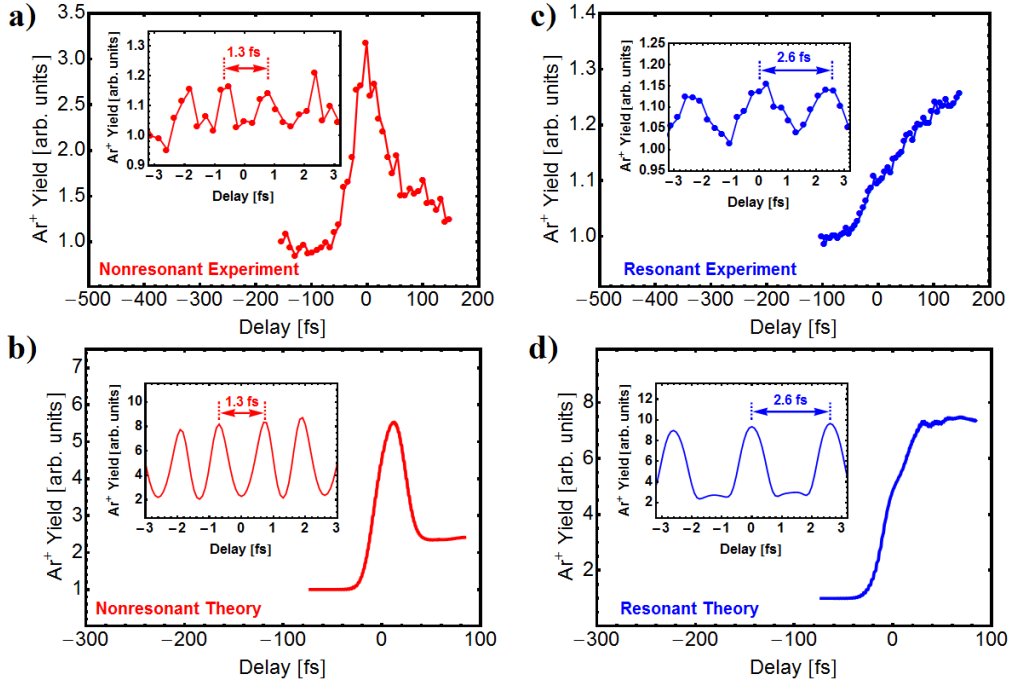 a)
Ar⁺ Yield [arb. units]
3.5
3.0
2.5
2.0
1.5
1.0
−500 −400 −300 −200 −100 0 100 200
Delay [fs]
Nonresonant Experiment
Ar⁺ Yield [arb. units]
1.3
1.2
1.1
1.0
0.9
−3 −2 −1 0 1 2 3
Delay [fs]
1.3 fs
c)
Ar⁺ Yield [arb. units]
1.4
1.3
1.2
1.1
1.0
−500 −400 −300 −200 −100 0 100 200
Delay [fs]
Resonant Experiment
Ar⁺ Yield [arb. units]
1.25
1.20
1.15
1.10
1.05
1.00
0.95
−3 −2 −1 0 1 2 3
Delay [fs]
2.6 fs
b)
Ar⁺ Yield [arb. units]
7
6
5
4
3
2
1
−300 −200 −100 0 100
Delay [fs]
Nonresonant Theory
Ar⁺ Yield [arb. units]
10
8
6
4
2
−3 −2 −1 0 1 2 3
Delay [fs]
1.3 fs
d)
Ar⁺ Yield [arb. units]
8
6
4
2
−300 −200 −100 0 100
Delay [fs]
Resonant Theory
Ar⁺ Yield [arb. units]
12
10
8
6
4
2
−3 −2 −1 0 1 2 3
Delay [fs]
2.6 fs